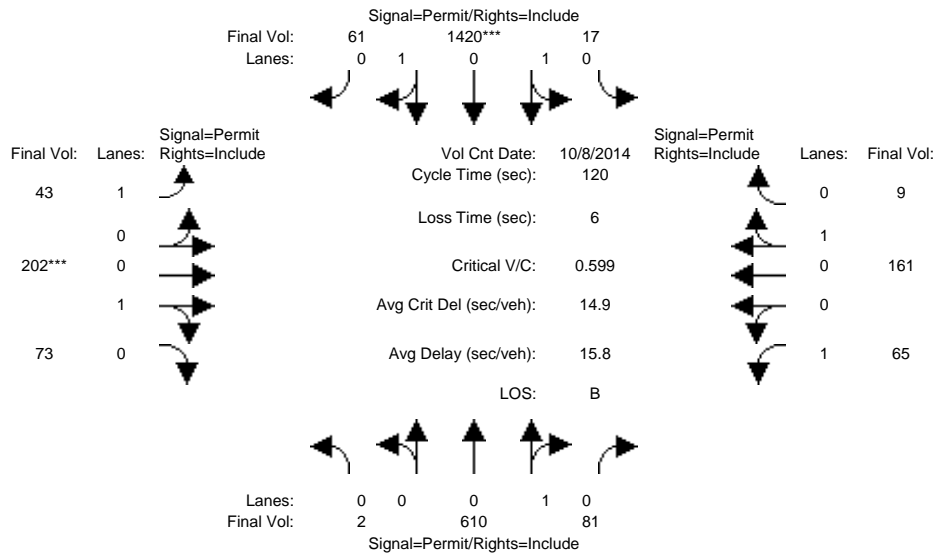 Signal=Permit/Rights=Include
Final Vol: 61 1420*** 17
Lanes: 0 1 0 1 0
Signal=Permit
Final Vol: Lanes: Rights=Include
Vol Cnt Date: 10/8/2014
Signal=Permit
Rights=Include Lanes: Final Vol:
Cycle Time (sec): 120
43 1
0 9
Loss Time (sec): 6
0
1
202*** 0
Critical V/C: 0.599
0 161
1
Avg Crit Del (sec/veh): 14.9
0
73 0
Avg Delay (sec/veh): 15.8
1 65
LOS: B
Lanes: 0 0 0 1 0
Final Vol: 2 610 81
Signal=Permit/Rights=Include